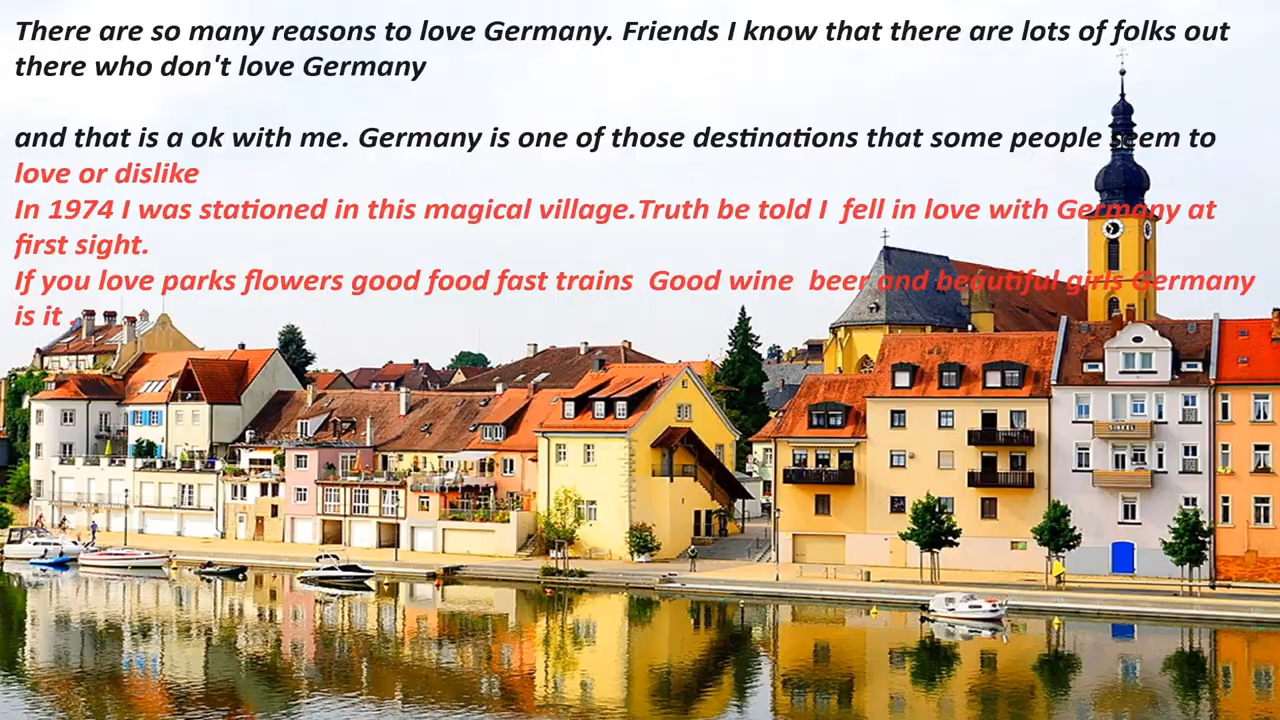 There are so many reasons to love Germany. Friends I know that there are lots of folks out
there who don't love Germany
and that is a ok with me. Germany is one of those destinations that some people seem to
love or dislike
In 1974 I was stationed in this magical village.Truth be told I  fell in love with Germany at
first sight.
If you love parks flowers good food fast trains  Good wine  beer and beautiful girls Germany
is it .
SINKEL